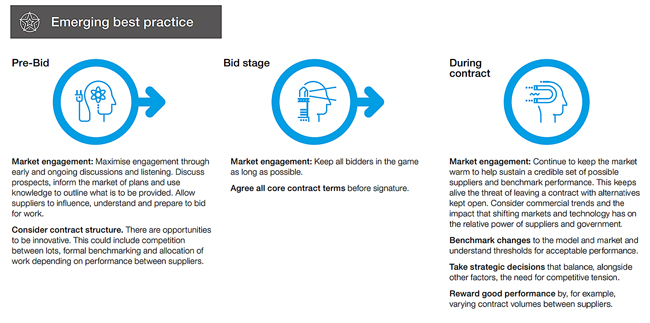 Emerging best practice
Pre-Bid
Market engagement: Maximise engagement through
early and ongoing discussions and listening. Discuss
prospects, inform the market of plans and use
knowledge to outline what is to be provided. Allow
suppliers to influence, understand and prepare to bid
for work.
Consider contract structure. There are opportunities
to be innovative. This could include competition
between lots, formal benchmarking and allocation of
work depending on performance between suppliers.
Bid stage
Market engagement: Keep all bidders in the game
as long as possible.
Agree all core contract terms before signature.
During
contract
Market engagement: Continue to keep the market
warm to help sustain a credible set of possible
suppliers and benchmark performance. This keeps
alive the threat of leaving a contract with alternatives
kept open. Consider commercial trends and the
impact that shifting markets and technology has on
the relative power of suppliers and government.
Benchmark changes to the model and market and
understand thresholds for acceptable performance.
Take strategic decisions that balance, alongside
other factors, the need for competitive tension.
Reward good performance by, for example,
varying contract volumes between suppliers.